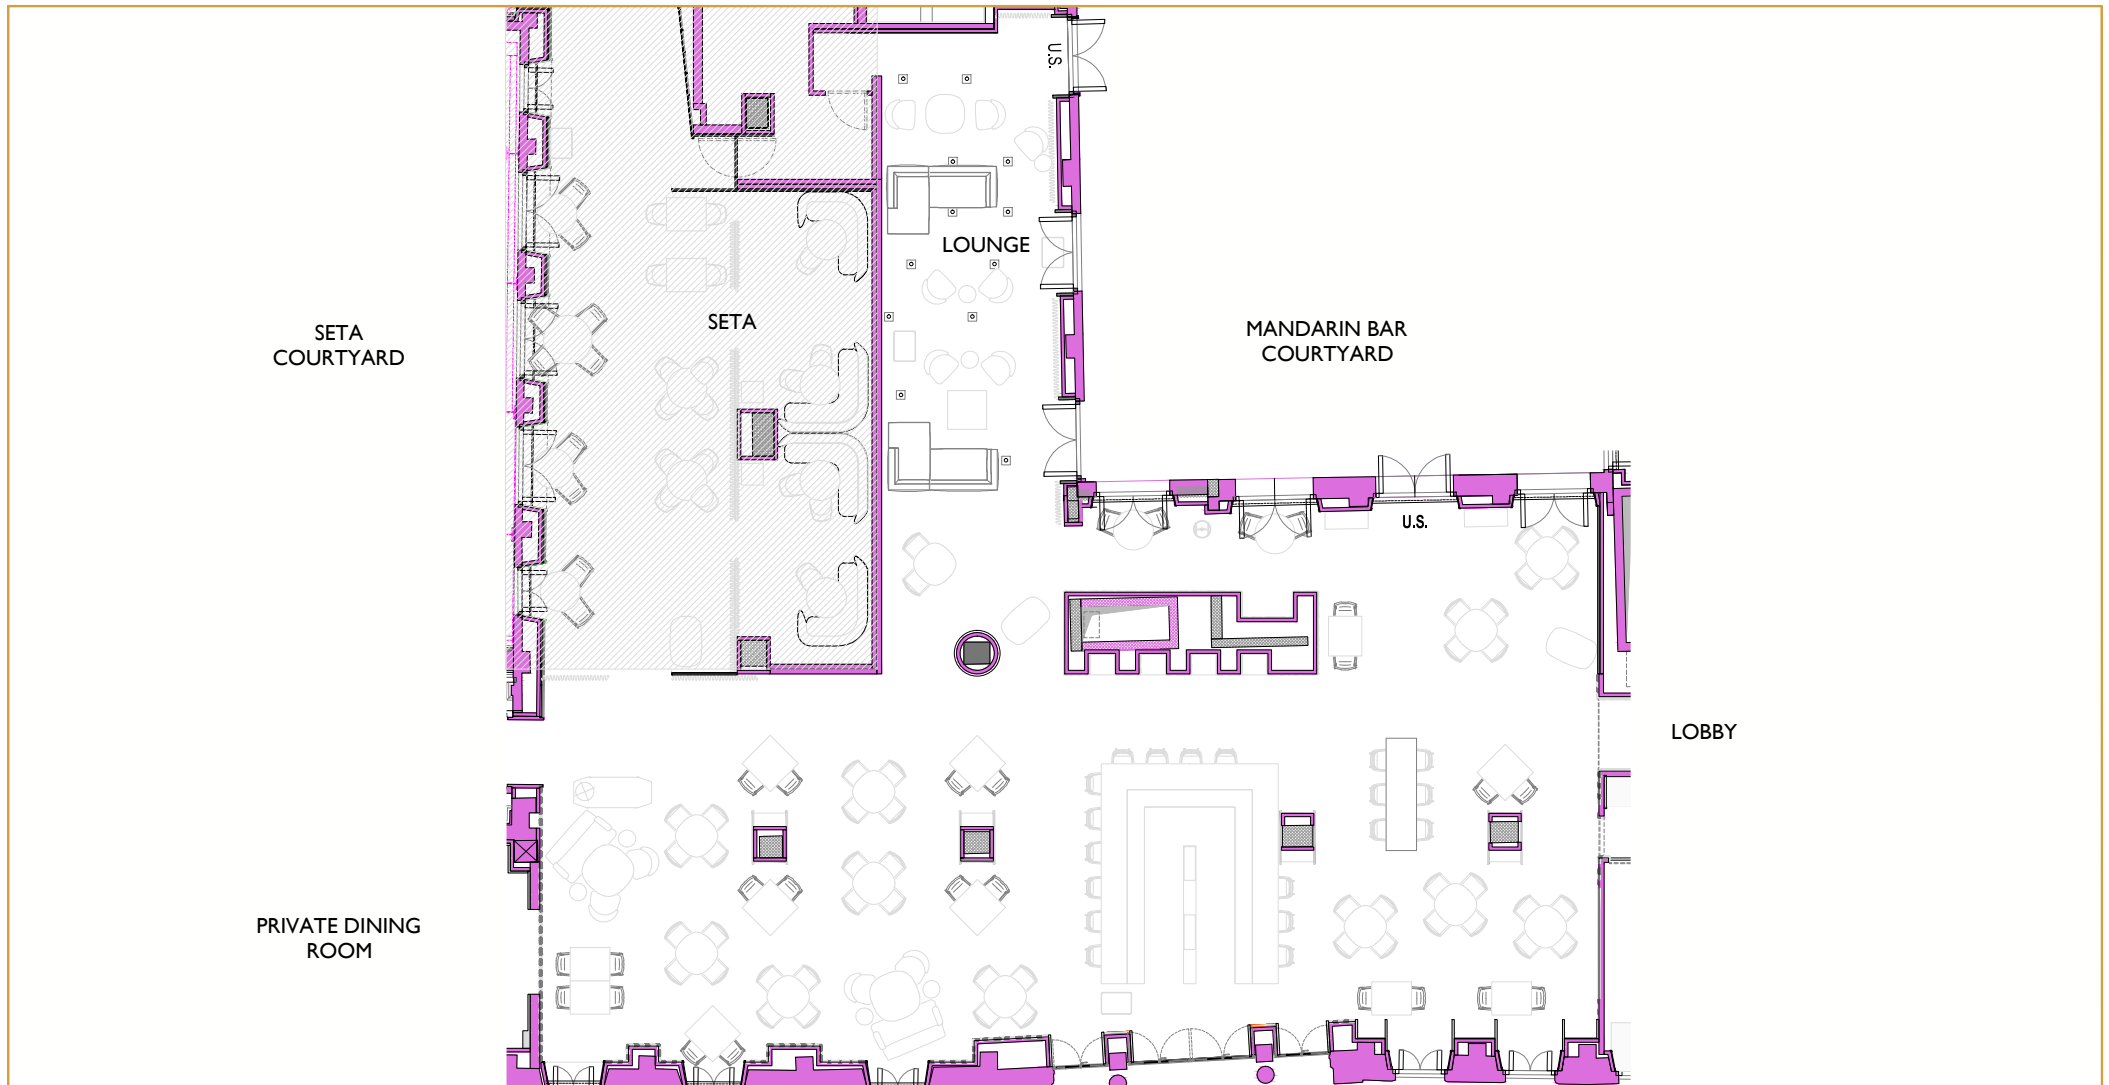 U.S.
LOUNGE
SETA
SETA
COURTYARD
MANDARIN BAR
COURTYARD
U.S.
LOBBY
PRIVATE DINING
ROOM